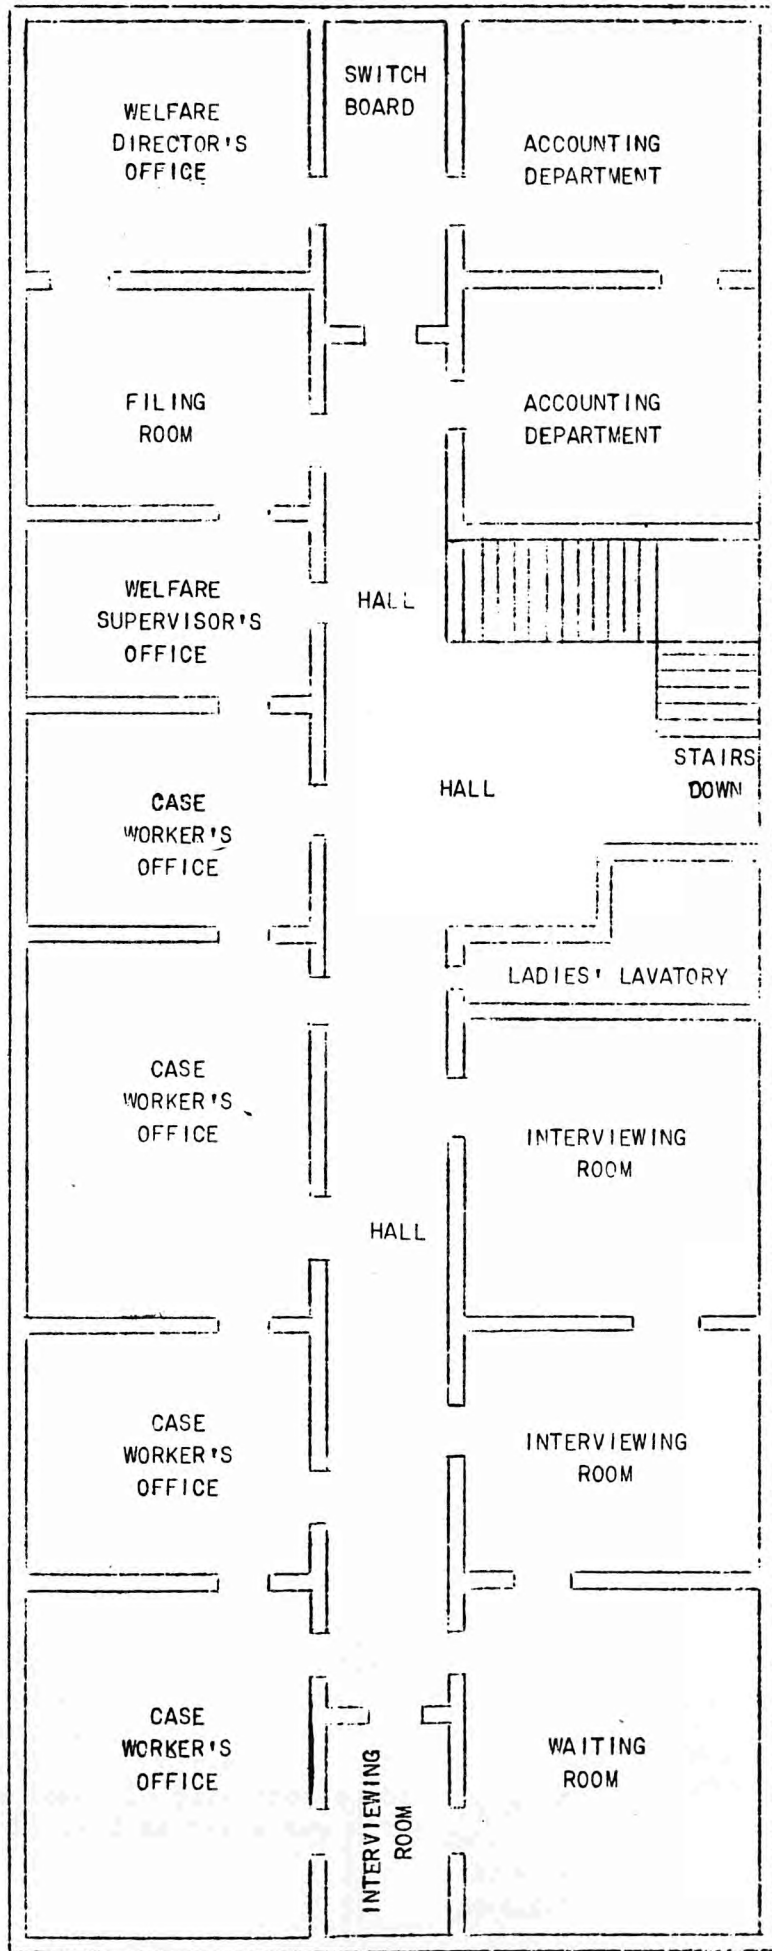 SWITCH
BOARD
WELFARE
DIRECTOR'S
OFFICE
ACCOUNTING
DEPARTMENT
FILING
ROOM
ACCOUNTING
DEPARTMENT
WELFARE
SUPERVISOR'S
OFFICE
HALL
STAIRS
DOWN
HALL
CASE
WORKER'S
OFFICE
LADIES' LAVATORY
CASE
WORKER'S
OFFICE
INTERVIEWING
ROOM
HALL
CASE
WORKER'S
OFFICE
INTERVIEWING
ROOM
CASE
WORKER'S
OFFICE
INTERVIEWING
ROOM
WAITING
ROOM